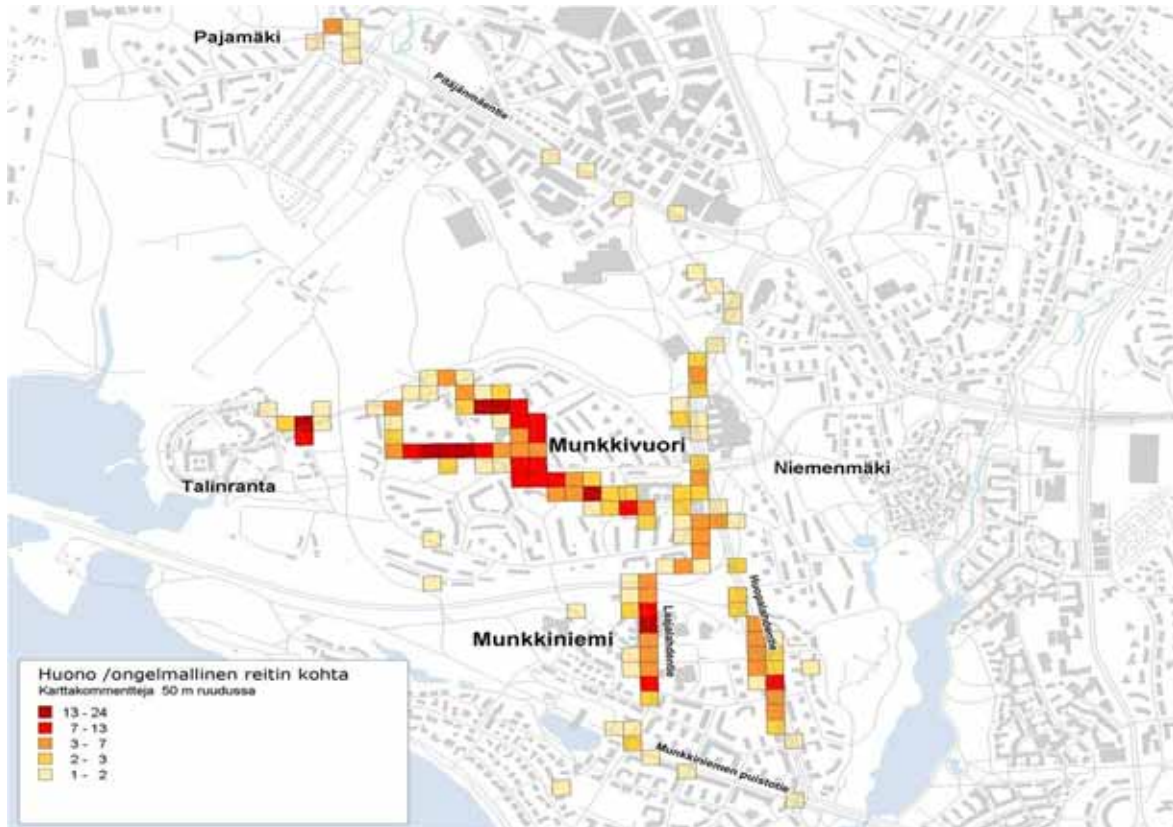 Pajamäki
Pitäjänmäentie
Munkkivuori
Niemenmäki
Talinranta
Huopalahdentie
Laajalahdentie
Munkkiniemi
Munkkiniemen puistotie
Huono /ongelmallinen reitin kohta
Karttakommentteja 50 m ruudussa
13 - 24
7 - 13
3 - 7
2 - 3
1 - 2